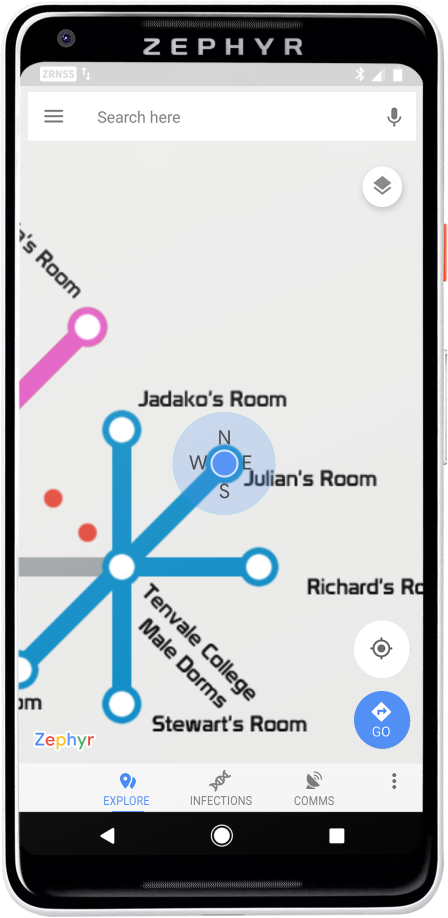 ZEPHYR
ZRNSS
Search here
a's Room
Jadako's Room
N
W E
S
Julian's Room
Richard's Ro
Tenvale College
Male Dorms
om
Stewart's Room
Zephyr
GO
EXPLORE
INFECTIONS
COMMS